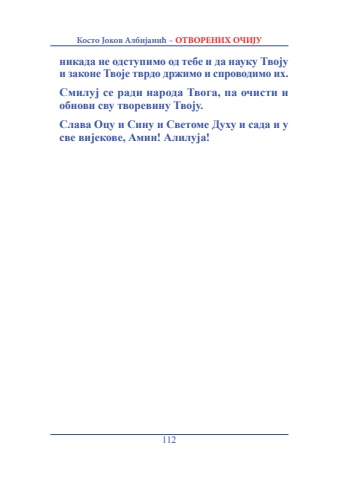 Косто Јоков Албијанић – ОТВОРЕНИХ ОЧИЈУ
никада не одступимо од тебе и да науку Твоју
и законе Твоје тврдо држимо и спроводимо их.
Смилуј се ради народа Твога, па очисти и
обнови сву творевину Твоју.
Слава Оцу и Сину и Светоме Духу и сада и у
све вијекове, Амин! Алилуја!
112